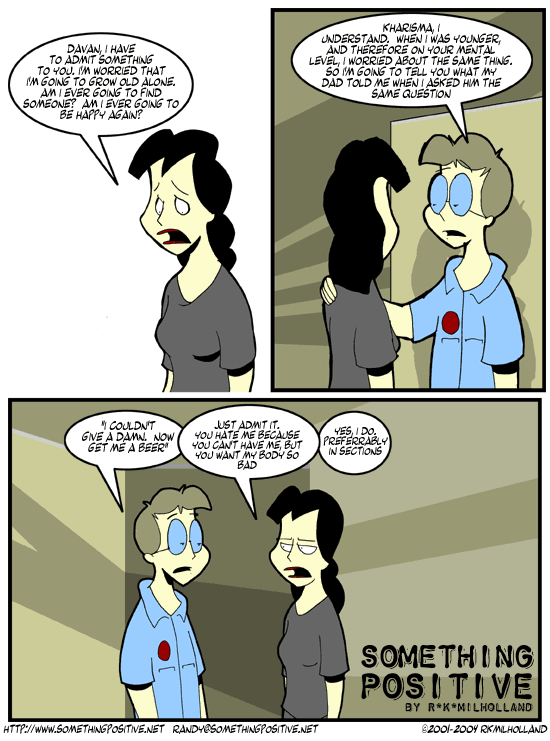 DAVAN, I HAVE
TO ADMIT SOMETHING
TO YOU. I'M WORRIED THAT
I'M GOING TO GROW OLD ALONE.
AM I EVER GOING TO FIND
SOMEONE? AM I EVER GOING TO
BE HAPPY AGAIN?
KHARISMA, I
UNDERSTAND. WHEN I WAS YOUNGER,
AND THEREFORE ON YOUR MENTAL
LEVEL, I WORRIED ABOUT THE SAME THING.
SO I'M GOING TO TELL YOU WHAT MY
DAD TOLD ME WHEN I ASKED HIM THE
SAME QUESTION
"I COULDN'T
GIVE A DAMN. NOW
GET ME A BEER"
JUST ADMIT IT.
YOU HATE ME BECAUSE
YOU CAN'T HAVE ME, BUT
YOU WANT MY BODY SO
BAD
YES, I DO.
PREFERRABLY
IN SECTIONS
SOMETHING
POSITIVE
BY R*K*MILHOLLAND
HTTP://WWW.SOMETHINGPOSITIVE.NET RANDY@SOMETHINGPOSITIVE.NET ©2001-2004 RKMILHOLLAND